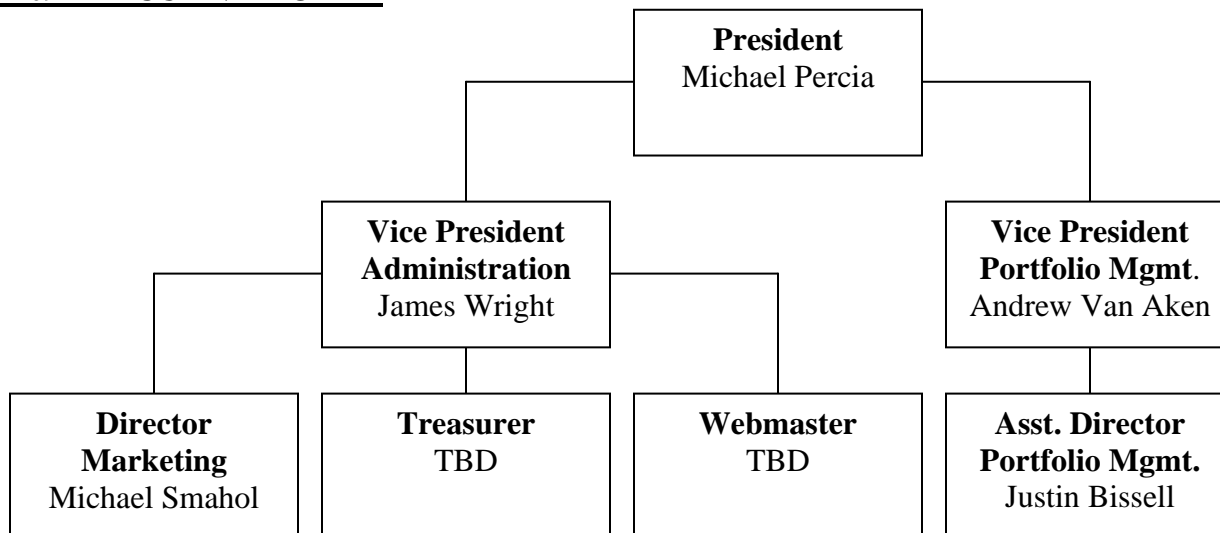 President
Michael Percia
Vice President
Administration
James Wright
Vice President
Portfolio Mgmt.
Andrew Van Aken
Director
Marketing
Michael Smahol
Treasurer
TBD
Webmaster
TBD
Asst. Director
Portfolio Mgmt.
Justin Bissell